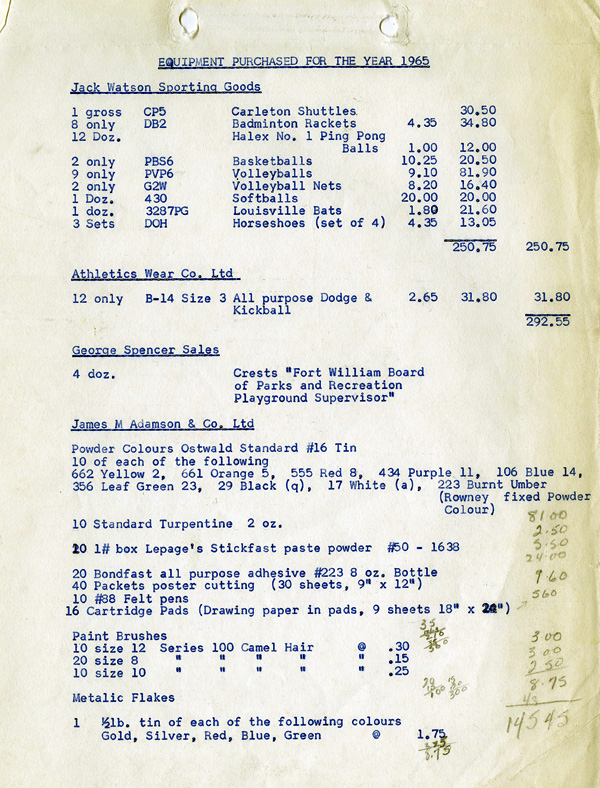 EQUIPMENT PURCHASED FOR THE YEAR 1965
Jack Watson Sporting Goods
1 gross CP5 Carleton Shuttles 30.50
8 only DB2 Badminton Rackets 4.35 34.80
12 Doz. Halex No. 1 Ping Pong
Balls 1.00 12.00
2 only PBS6 Basketballs 10.25 20.50
9 only PVP6 Volleyballs 9.10 81.90
2 only G2W Volleyball Nets 8.20 16.40
1 Doz. 430 Softballs 20.00 20.00
1 doz. 3287PG Louisville Bats 1.80 21.60
3 Sets DOH Horseshoes (set of 4) 4.35 13.05
250.75 250.75
Athletics Wear Co. Ltd
12 only B-14 Size 3 All purpose Dodge & 2.65 31.80 31.80
Kickball
292.55
George Spencer Sales
4 doz. Crests "Fort William Board
of Parks and Recreation
Playground Supervisor"
James M Adamson & Co. Ltd
Powder Colours Ostwald Standard #16 Tin
10 of each of the following
662 Yellow 2, 661 Orange 5, 555 Red 8, 434 Purple 11, 106 Blue 14,
356 Leaf Green 23, 29 Black (q), 17 White (a), 223 Burnt Umber
(Rowney fixed Powder
Colour)
81.00
10 Standard Turpentine 2 oz. 2.50
5.50
20 1# box Lepage's Stickfast paste powder #50 - 1638
24.00
20 Bondfast all purpose adhesive #223 8 oz. Bottle
40 Packets poster cutting (30 sheets, 9" x 12") 9.60
10 #88 Felt pens 560
16 Cartridge Pads (Drawing paper in pads, 9 sheets 18" x 24")
Paint Brushes
10 size 12 Series 100 Camel Hair @ .30 3 00
20 size 8 " " " " .15 3 00
10 size 10 " " " " .25 2 50
Metalic Flakes 8.75
1 ½lb. tin of each of the following colours
Gold, Silver, Red, Blue, Green @ 1.75
8.75
145 45